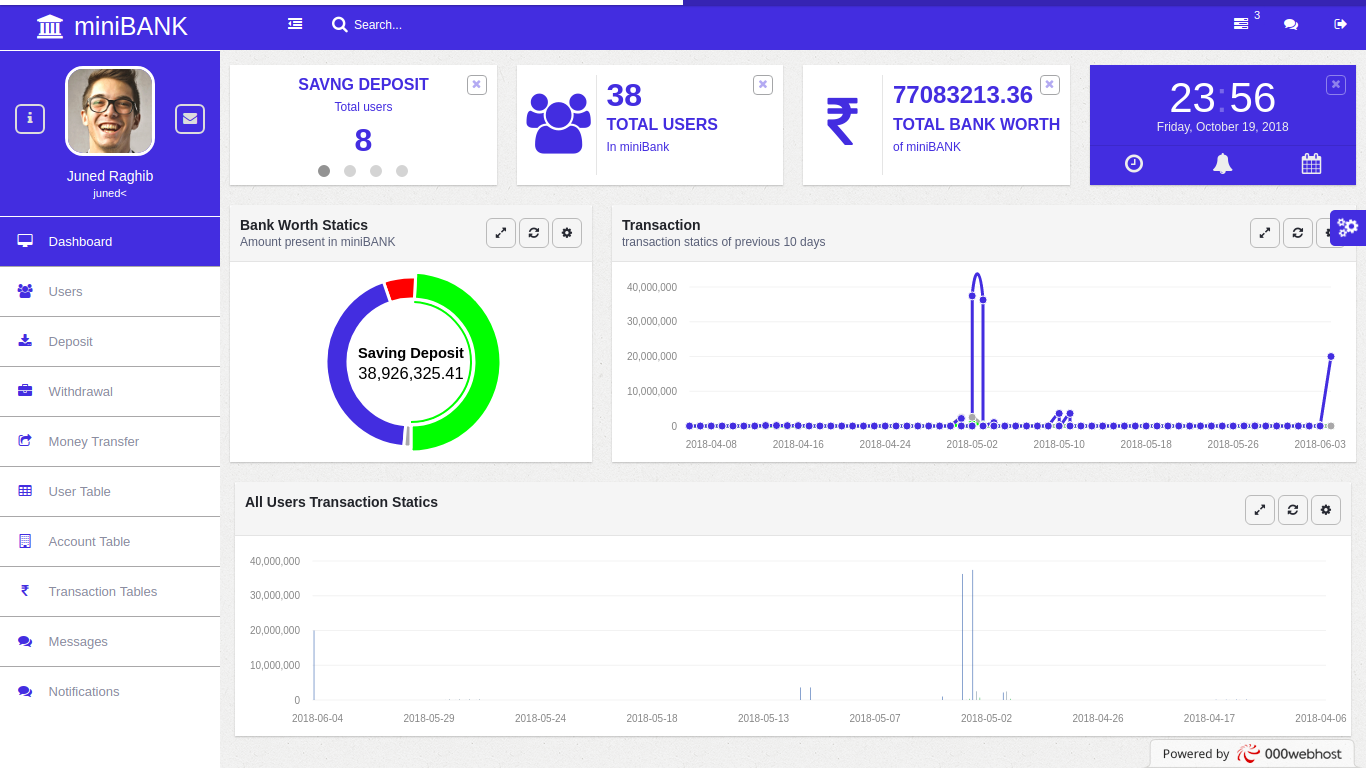 miniBANK
Search...
3
Juned Raghib
juned<
Dashboard
Users
Deposit
Withdrawal
Money Transfer
User Table
Account Table
Transaction Tables
Messages
Notifications
SAVNG DEPOSIT
Total users
8
38
TOTAL USERS
In miniBank
77083213.36
TOTAL BANK WORTH
of miniBANK
23:56
Friday, October 19, 2018
Bank Worth Statics
Amount present in miniBANK
Saving Deposit
38,926,325.41
Transaction
transaction statics of previous 10 days
40,000,000
30,000,000
20,000,000
10,000,000
0
2018-04-08 2018-04-16 2018-04-24 2018-05-02 2018-05-10 2018-05-18 2018-05-26 2018-06-03
All Users Transaction Statics
40,000,000
30,000,000
20,000,000
10,000,000
0
2018-06-04 2018-05-29 2018-05-24 2018-05-18 2018-05-13 2018-05-07 2018-05-02 2018-04-26 2018-04-17 2018-04-06
Powered by 000webhost